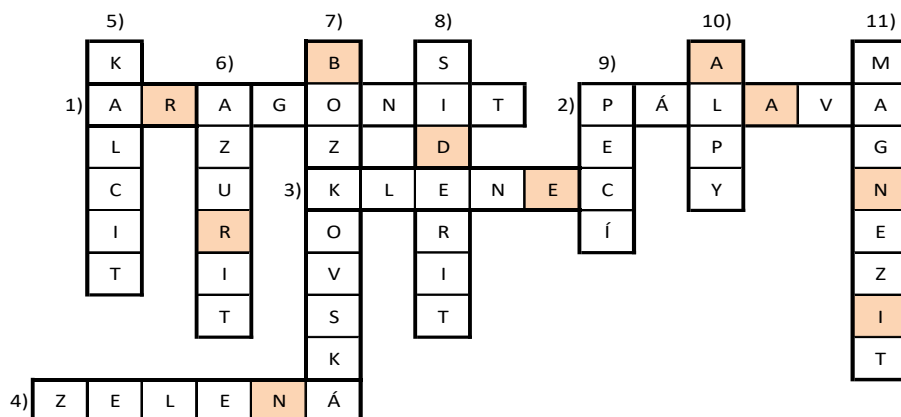 5) 7) 8) 10) 11)
K 6) B S 9) A M
1) A R A G O N I T 2) P Á L A V A
L Z Z D E P G
C U 3) K L E N E C Y N
I R O R Í E
T I V I Z
T S T I
K T
4) Z E L E N Á